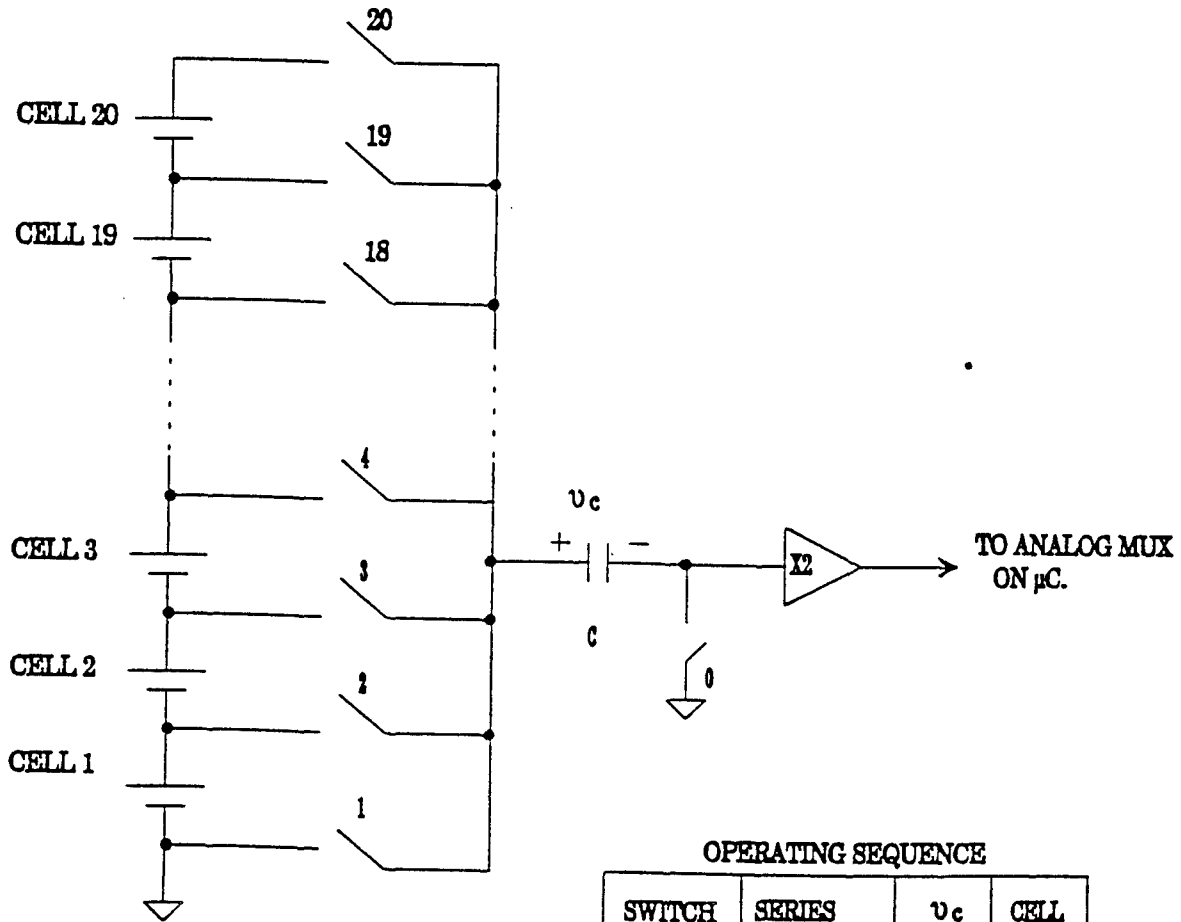 20
CELL 20
19
CELL 19
18
4
υc
+ −
CELL 3
X2
TO ANALOG MUX
ON μC.
3
C
CELL 2
2
0
CELL 1
1
OPERATING SEQUENCE
SWITCH SERIES υc CELL